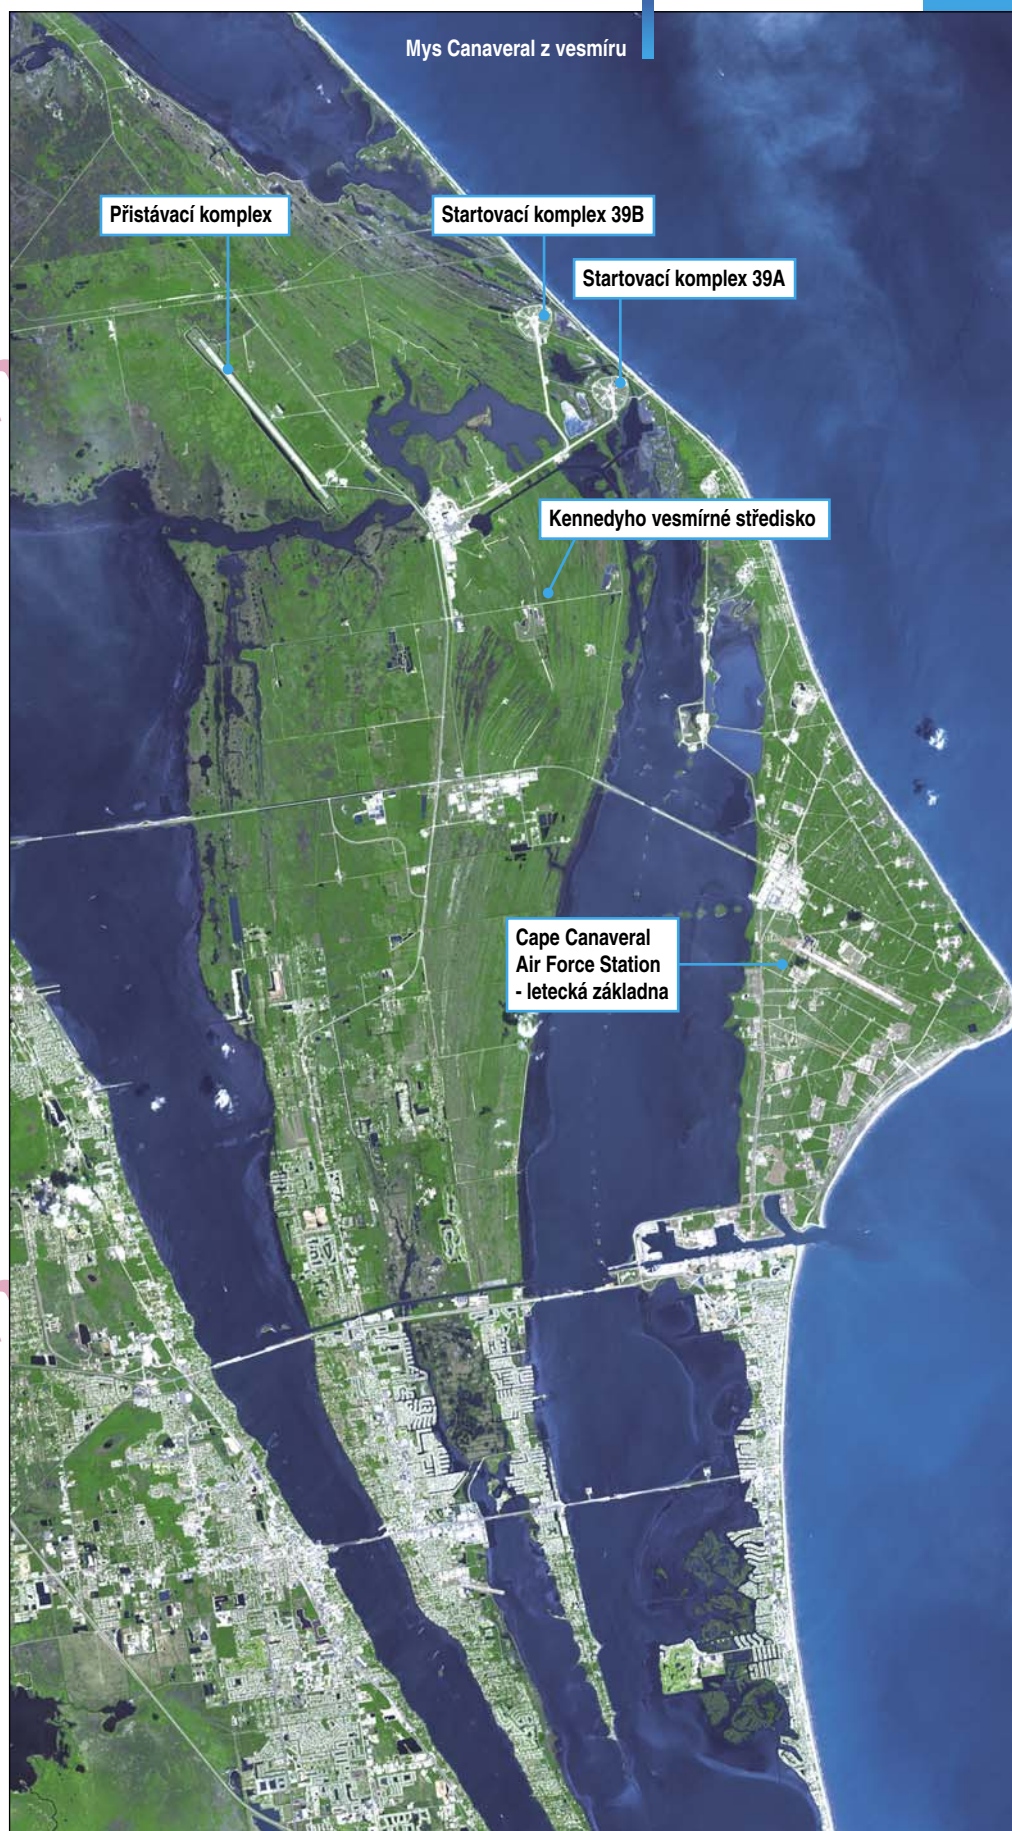 Mys Canaveral z vesmíru
Přistávací komplex
Startovací komplex 39B
Startovací komplex 39A
Kennedyho vesmírné středisko
Cape Canaveral
Air Force Station
- letecká základna